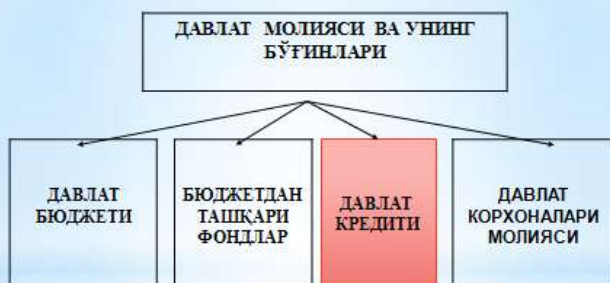 ДАВЛАТ МОЛИЯСИ ВА УНИНГ
БЎҒИНЛАРИ
ДАВЛАТ
БЮДЖЕТИ
БЮДЖЕТДАН
ТАШҚАРИ
ФОНДЛАР
ДАВЛАТ
КРЕДИТИ
ДАВЛАТ
КОРХОНАЛАРИ
МОЛИЯСИ